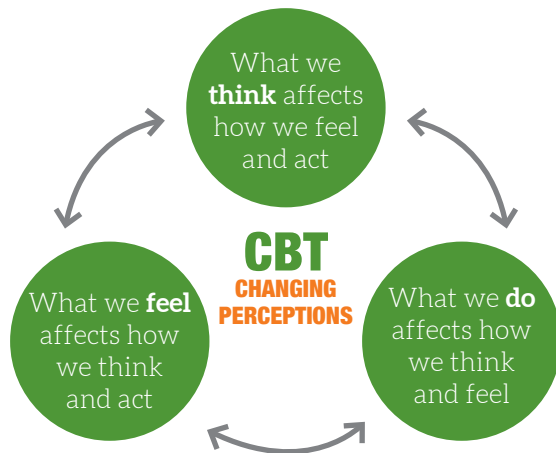 What we
think affects
how we feel
and act
CBT
CHANGING
PERCEPTIONS
What we feel
affects how
we think
and act
What we do
affects how
we think
and feel